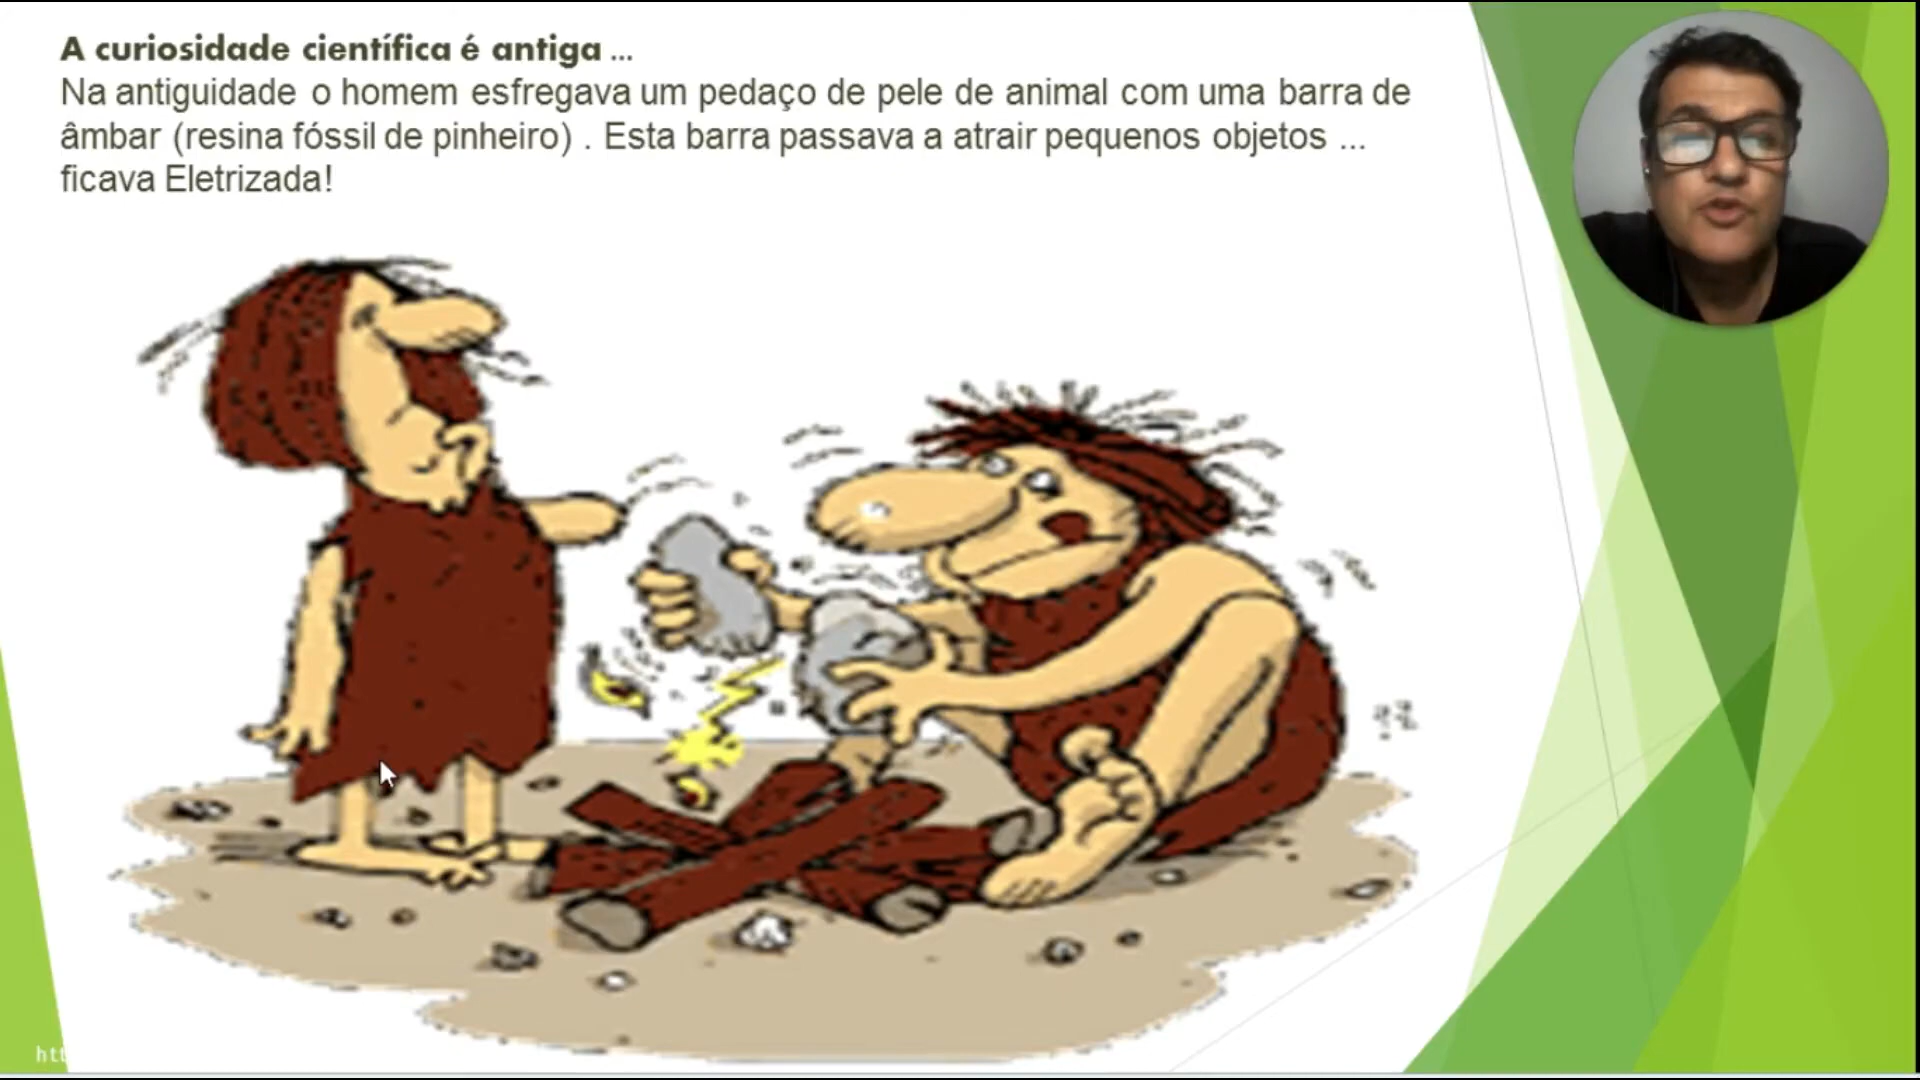 A curiosidade científica é antiga ...
Na antiguidade o homem esfregava um pedaço de pele de animal com uma barra de
âmbar (resina fóssil de pinheiro) . Esta barra passava a atrair pequenos objetos ...
ficava Eletrizada!
htt